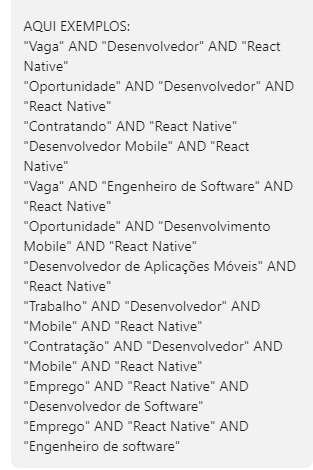 AQUI EXEMPLOS:
"Vaga" AND "Desenvolvedor" AND "React
Native"
"Oportunidade" AND "Desenvolvedor" AND
"React Native"
"Contratando" AND "React Native"
"Desenvolvedor Mobile" AND "React
Native"
"Vaga" AND "Engenheiro de Software" AND
"React Native"
"Oportunidade" AND "Desenvolvimento
Mobile" AND "React Native"
"Desenvolvedor de Aplicações Móveis" AND
"React Native"
"Trabalho" AND "Desenvolvedor" AND
"Mobile" AND "React Native"
"Contratação" AND "Desenvolvedor" AND
"Mobile" AND "React Native"
"Emprego" AND "React Native" AND
"Desenvolvedor de Software"
"Emprego" AND "React Native" AND
"Engenheiro de software"